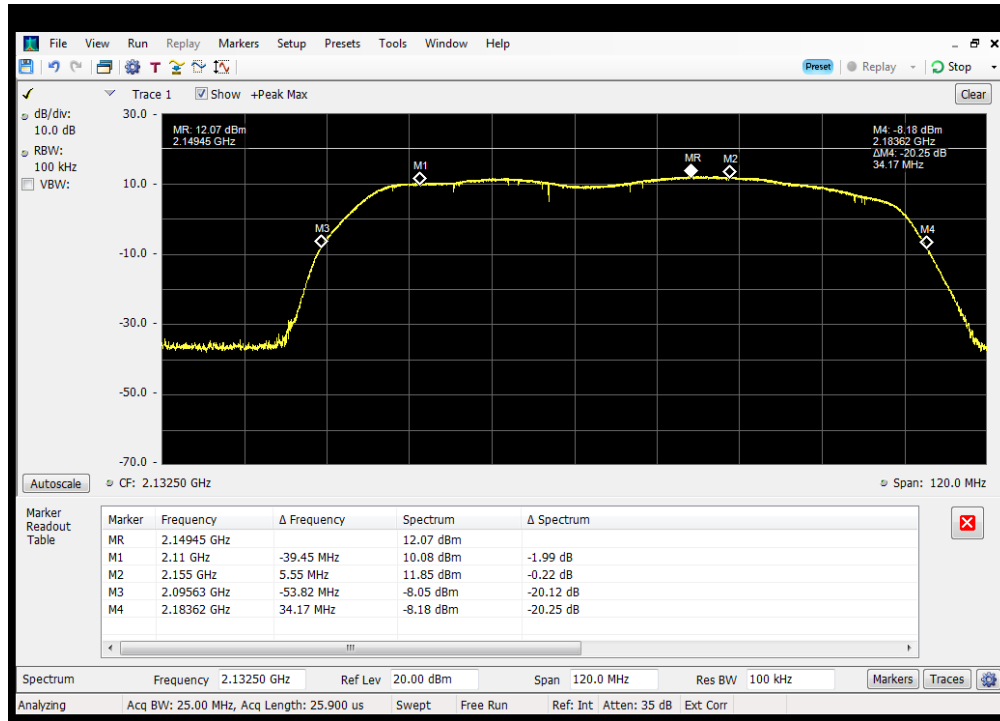 File View Run Replay Markers Setup Presets Tools Window Help
T Preset Replay Stop
Trace 1 Show +Peak Max Clear
dB/div:
10.0 dB
RBW:
100 kHz
VBW:
30.0
10.0
-10.0
-30.0
-50.0
-70.0
MR: 12.07 dBm
2.14945 GHz
M4: -8.18 dBm
2.18362 GHz
ΔM4: -20.25 dB
34.17 MHz
M1
MR
M2
M3
M4
Autoscale CF: 2.13250 GHz Span: 120.0 MHz
Marker
Readout
Table
Marker Frequency Δ Frequency Spectrum Δ Spectrum
MR 2.14945 GHz 12.07 dBm
M1 2.11 GHz -39.45 MHz 10.08 dBm -1.99 dB
M2 2.155 GHz 5.55 MHz 11.85 dBm -0.22 dB
M3 2.09563 GHz -53.82 MHz -8.05 dBm -20.12 dB
M4 2.18362 GHz 34.17 MHz -8.18 dBm -20.25 dB
Spectrum Frequency 2.13250 GHz Ref Lev 20.00 dBm Span 120.0 MHz Res BW 100 kHz Markers Traces
Analyzing Acq BW: 25.00 MHz, Acq Length: 25.900 us Swept Free Run Ref: Int Atten: 35 dB Ext Corr